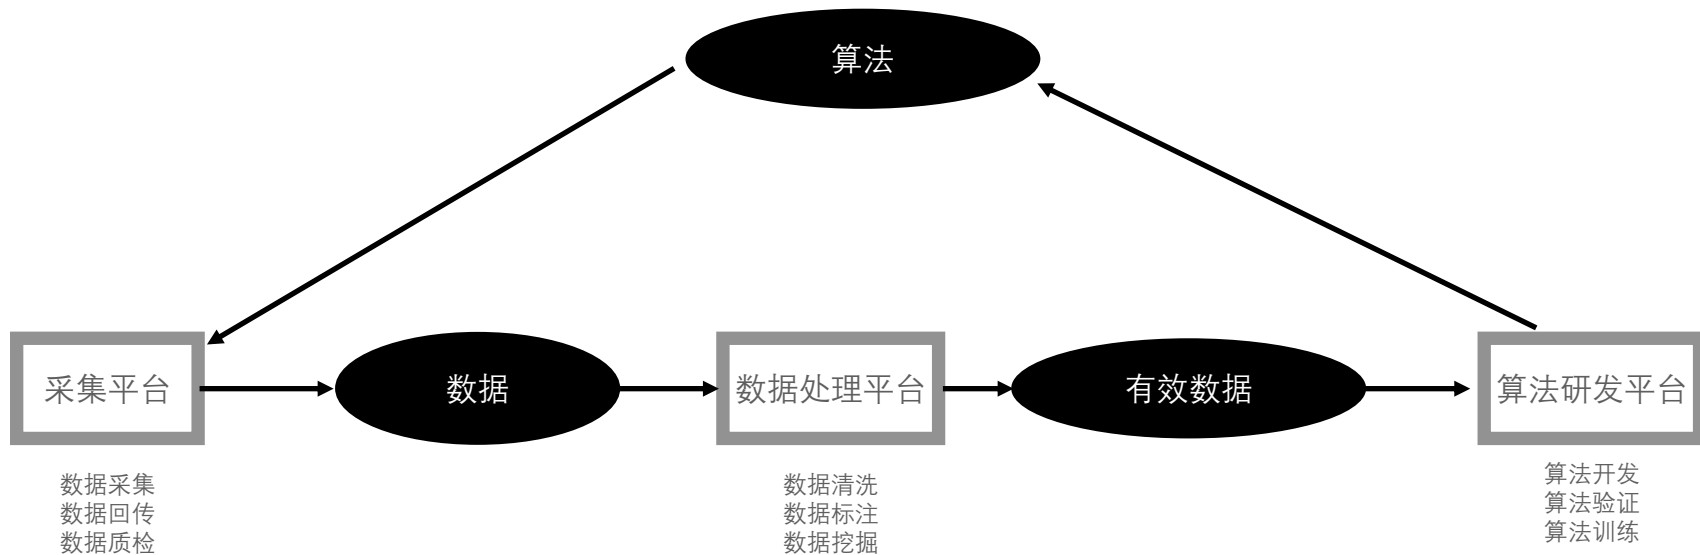 算法
采集平台
数据
数据处理平台
有效数据
算法研发平台
数据采集
数据回传
数据质检
数据清洗
数据标注
数据挖掘
算法开发
算法验证
算法训练